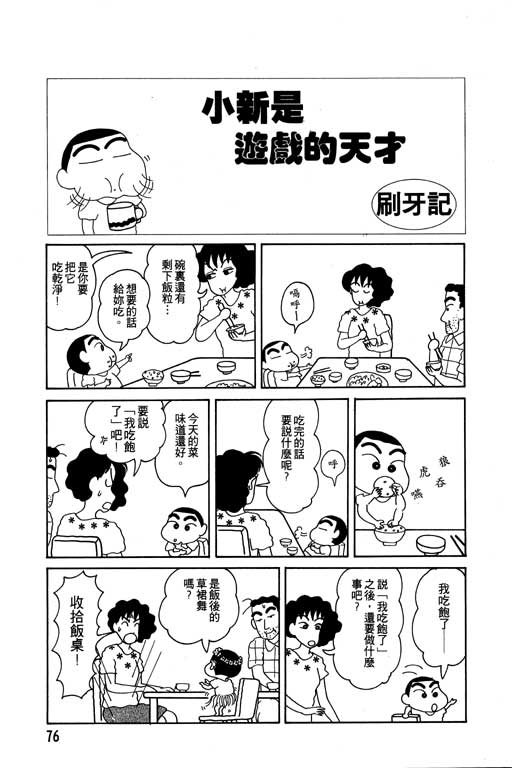 小新是
遊戲的天才
刷牙記
嗚呼—
碗裏還有
剩下飯粒…
想要的話
給妳吃。
是你要
把它
吃乾淨！
狼
吞
虎
嚥
吃完的話
要說什麼呢？
呼
今天的菜
味道還好。
要說
「我吃飽
了」吧！
我吃飽了——
說「我吃飽了」
之後，還要做什麼
事吧？
是飯後的
草裙舞
嗎？
收拾飯桌！
76